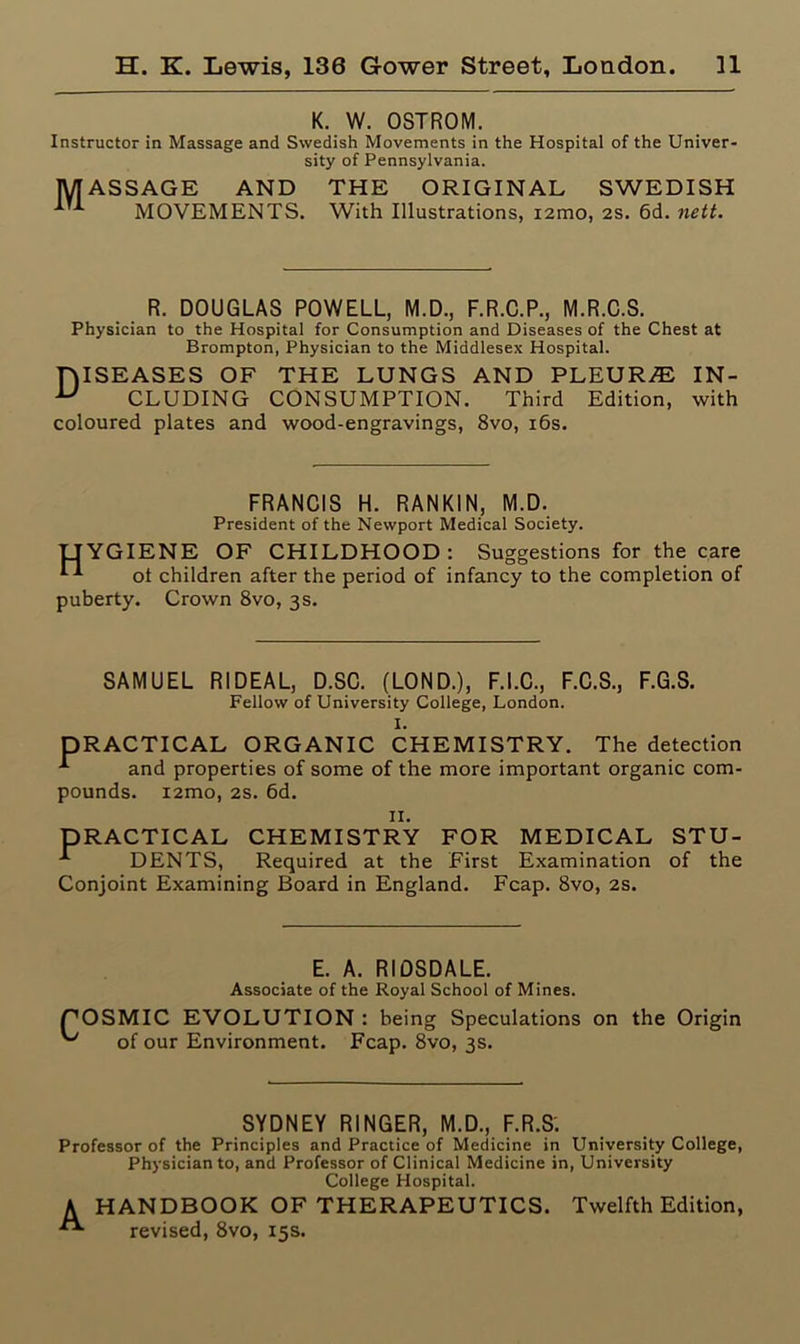 H. K. Lewis, 136 Gower Street, London. 11
K. W. OSTROM.
Instructor in Massage and Swedish Movements in the Hospital of the Univer-
sity of Pennsylvania.
MASSAGE AND THE ORIGINAL SWEDISH
MOVEMENTS. With Illustrations, 12mo, 2s. 6d. nett.
R. DOUGLAS POWELL, M.D., F.R.C.P., M.R.C.S.
Physician to the Hospital for Consumption and Diseases of the Chest at
Brompton, Physician to the Middlesex Hospital.
DISEASES OF THE LUNGS AND PLEURÆ IN-
CLUDING CONSUMPTION. Third Edition, with
coloured plates and wood-engravings, 8vo, 16s.
FRANCIS H. RANKIN, M.D.
President of the Newport Medical Society.
HYGIENE OF CHILDHOOD : Suggestions for the care
ot children after the period of infancy to the completion of
puberty. Crown 8vo, 3s.
SAMUEL RIDEAL, D.SC. (LOND.), F.I.C., F.C.S., F.G.S.
Fellow of University College, London.
I.
PRACTICAL ORGANIC CHEMISTRY. The detection
and properties of some of the more important organic com-
pounds. 12mo, 2s. 6d.
II.
PRACTICAL CHEMISTRY FOR MEDICAL STU-
DENTS, Required at the First Examination of the
Conjoint Examining Board in England. Fcap. 8vo, 2s.
E. A. RIDSDALE.
Associate of the Royal School of Mines.
COSMIC EVOLUTION : being Speculations on the Origin
of our Environment. Fcap. 8vo, 3s.
SYDNEY RINGER, M.D., F.R.S.
Professor of the Principles and Practice of Medicine in University College,
Physician to, and Professor of Clinical Medicine in, University
College Hospital.
A HANDBOOK OF THERAPEUTICS. Twelfth Edition,
revised, 8vo, 15s.